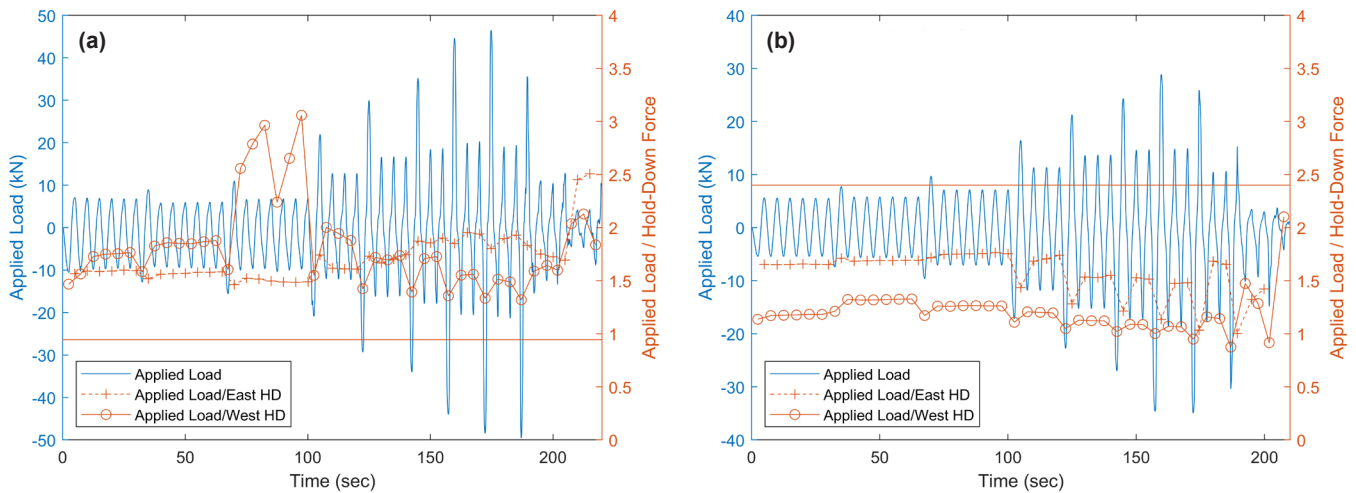 (a)
50
40
30
20
10
0
-10
-20
-30
-40
-50
Applied Load (kN)
4
3.5
3
2.5
2
1.5
1
0.5
0
Applied Load / Hold-Down Force
Applied Load
Applied Load/East HD
Applied Load/West HD
0 50 100 150 200
Time (sec)
(b)
40
30
20
10
0
-10
-20
-30
-40
Applied Load (kN)
4
3.5
3
2.5
2
1.5
1
0.5
0
Applied Load / Hold-Down Force
Applied Load
Applied Load/East HD
Applied Load/West HD
0 50 100 150 200
Time (sec)